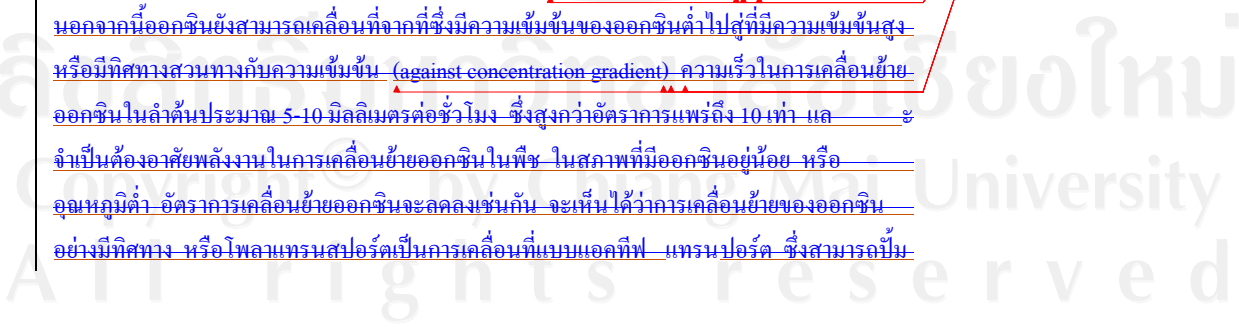 นอกจากนี้ออกซินยังสามารถเคลื่อนที่จากที่ซึ่งมีความเข้มข้นของออกซินต่ำไปสู่ที่มีความเข้มข้นสูง
หรือมีทิศทางสวนทางกับความเข้มข้น (against concentration gradient) ความเร็วในการเคลื่อนย้าย
ออกซินในลำต้นประมาณ 5-10 มิลลิเมตรต่อชั่วโมง ซึ่งสูงกว่าอัตราการแพร่ถึง 10 เท่า แล ะ
จำเป็นต้องอาศัยพลังงานในการเคลื่อนย้ายออกซินในพืช ในสภาพที่มีออกซินอยู่น้อย หรือ
อุณหภูมิต่ำ อัตราการเคลื่อนย้ายออกซินจะลดลงเช่นกัน จะเห็นได้ว่าการเคลื่อนย้ายของออกซิน
อย่างมีทิศทาง หรือโพลาแทรนสปอร์ตเป็นการเคลื่อนที่แบบแอคทีฟ แทรนปอร์ต ซึ่งสามารถปั้ม
Copyright© by Chiang Mai University
All rights reserved